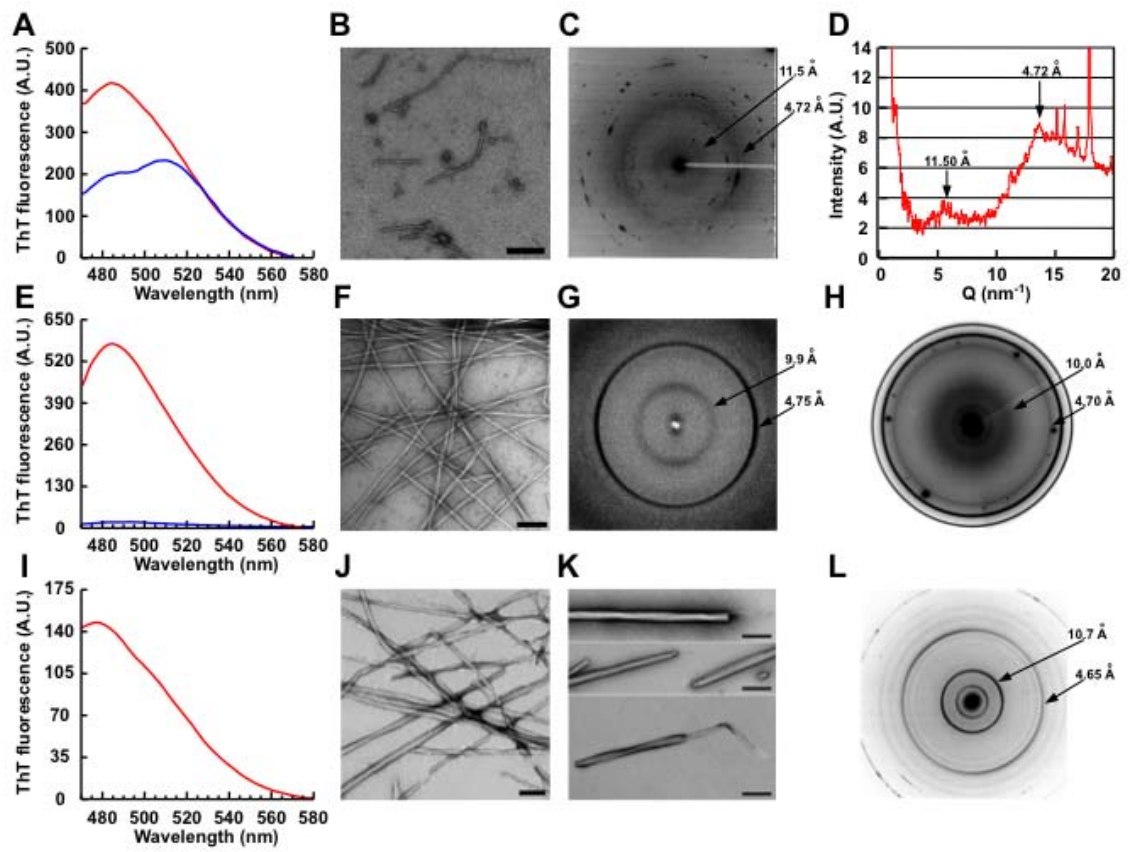 A
B
C
D
500
400
300
200
100
0
ThT fluorescence (A.U.)
480 500 520 540 560 580
Wavelength (nm)
11.5 Å
4.72 Å
14
12
10
8
6
4
2
0
Intensity (A.U.)
4.72 Å
11.50 Å
0 5 10 15 20
Q (nm-1)
E
F
G
H
650
520
390
260
130
0
ThT fluorescence (A.U.)
480 500 520 540 560 580
Wavelength (nm)
9.9 Å
4.75 Å
10.0 Å
4.70 Å
I
J
K
L
175
140
105
70
35
0
ThT fluorescence (A.U.)
480 500 520 540 560 580
Wavelength (nm)
10.7 Å
4.65 Å